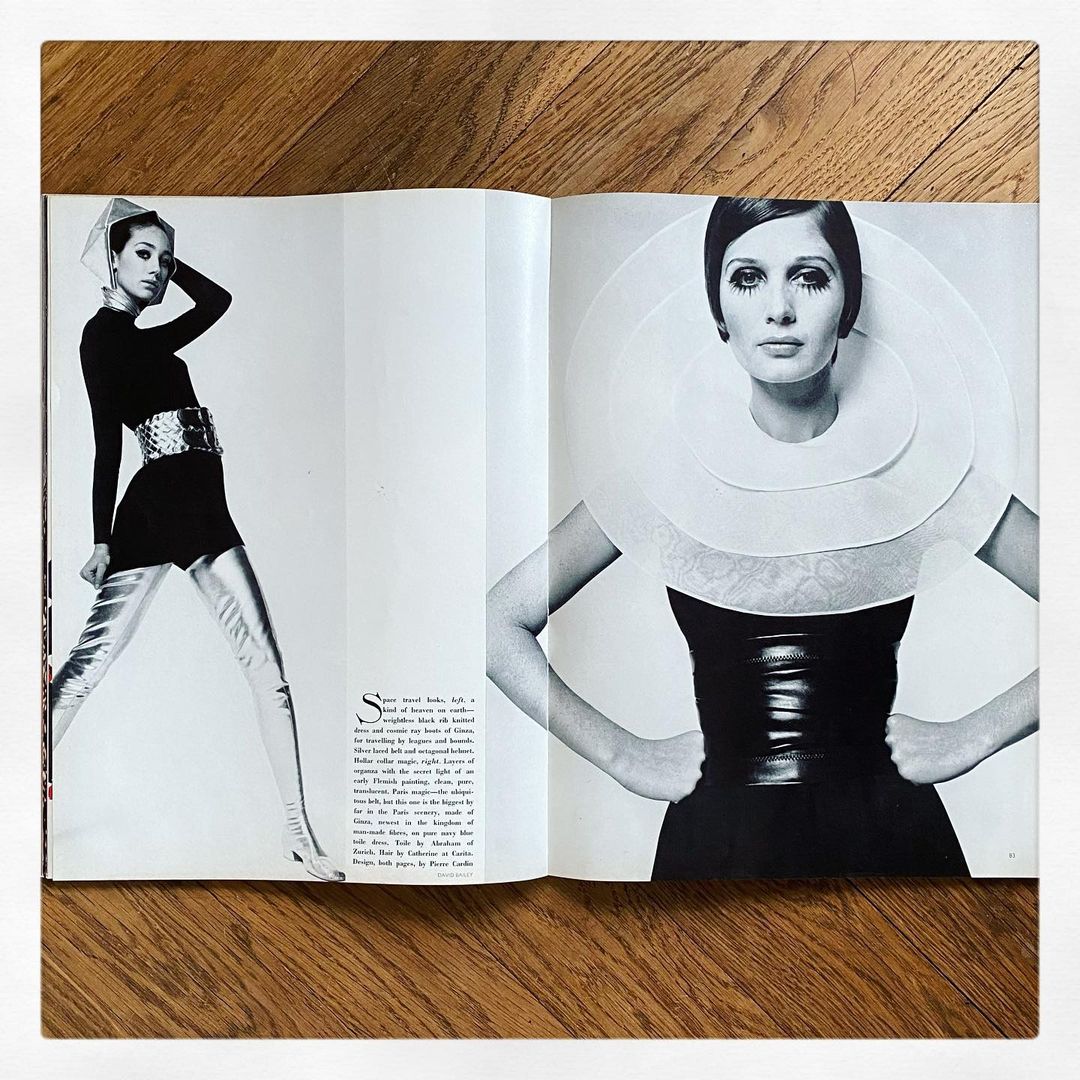 Space travel looks, left, a
kind of heaven on earth—
weightless black rib knitted
dress and cosmic ray boots of Ginza,
for travelling by leagues and bounds.
Silver laced belt and octagonal helmet.
Hollar collar magic, right. Layers of
organza with the secret light of an
early Flemish painting, clean, pure,
translucent. Paris magic—the ubiqui-
tous belt, but this one is the biggest by
far in the Paris scenery, made of
Ginza, newest in the kingdom of
man-made fibres, on pure navy blue
toile dress. Toile by Abraham of
Zurich. Hair by Catherine at Carita.
Design, both pages, by Pierre Cardin
DAVID BAILEY
83